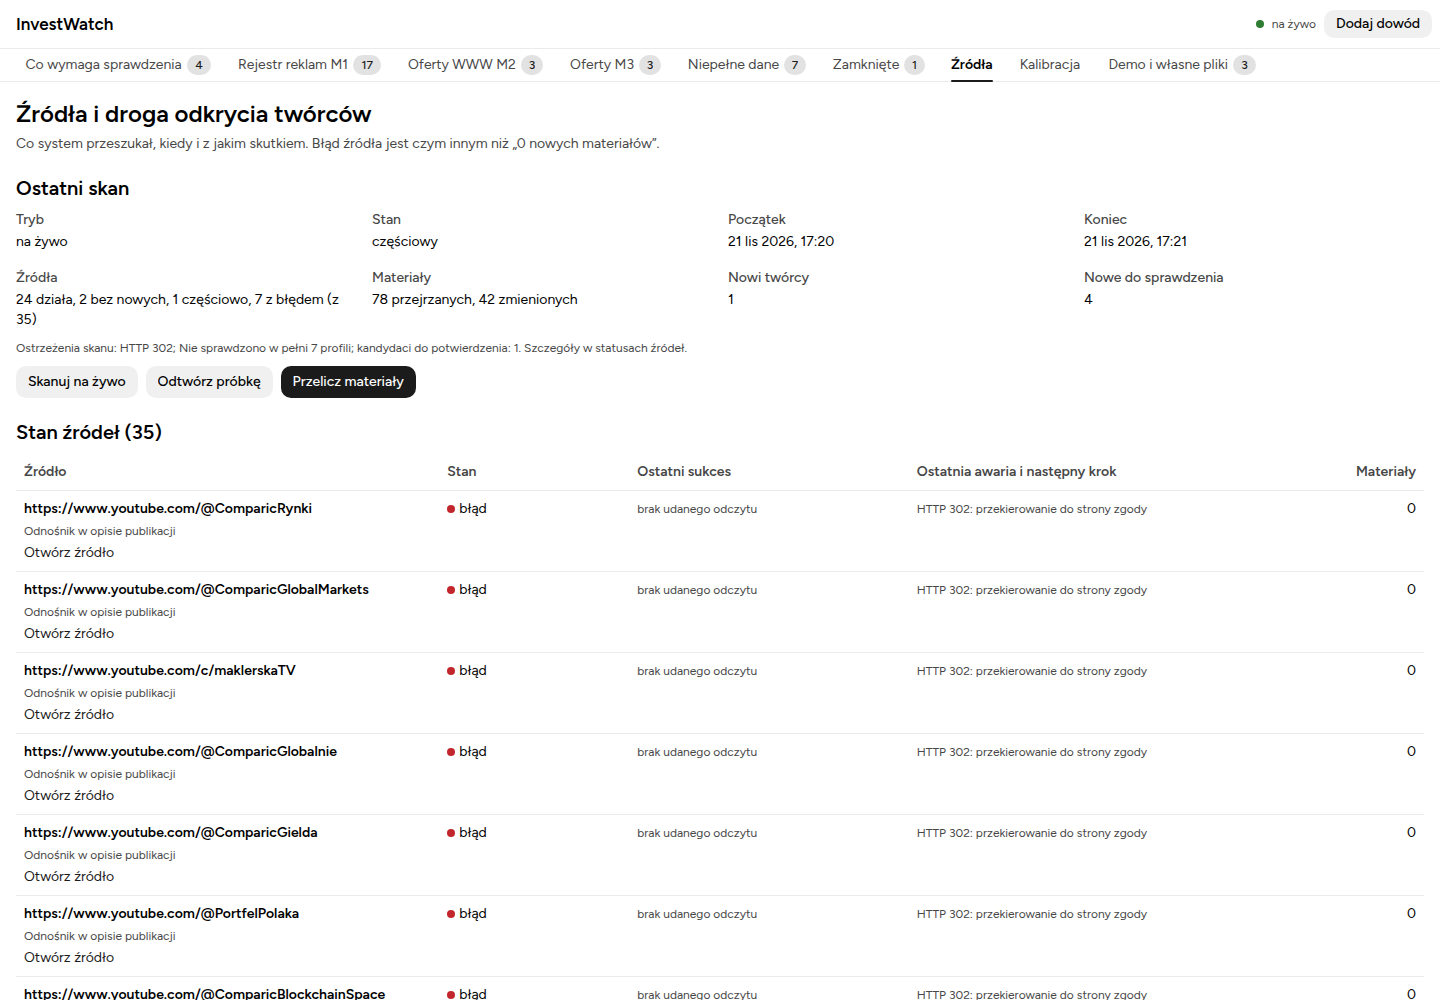 InvestWatch
na żywo
Dodaj dowód
Co wymaga sprawdzenia 4
Rejestr reklam M1 17
Oferty WWW M2 3
Oferty M3 3
Niepełne dane 7
Zamknięte 1
Źródła
Kalibracja
Demo i własne pliki 3
Źródła i droga odkrycia twórców
Co system przeszukał, kiedy i z jakim skutkiem. Błąd źródła jest czym innym niż „0 nowych materiałów”.
Ostatni skan
Tryb
na żywo
Stan
częściowy
Początek
21 lis 2026, 17:20
Koniec
21 lis 2026, 17:21
Źródła
24 działa, 2 bez nowych, 1 częściowo, 7 z błędem (z
35)
Materiały
78 przejrzanych, 42 zmienionych
Nowi twórcy
1
Nowe do sprawdzenia
4
Ostrzeżenia skanu: HTTP 302; Nie sprawdzono w pełni 7 profili; kandydaci do potwierdzenia: 1. Szczegóły w statusach źródeł.
Skanuj na żywo
Odtwórz próbkę
Przelicz materiały
Stan źródeł (35)
Źródło Stan Ostatni sukces Ostatnia awaria i następny krok Materiały
https://www.youtube.com/@ComparicRynki błąd brak udanego odczytu HTTP 302: przekierowanie do strony zgody 0
Odnośnik w opisie publikacji
Otwórz źródło
https://www.youtube.com/@ComparicGlobalMarkets błąd brak udanego odczytu HTTP 302: przekierowanie do strony zgody 0
Odnośnik w opisie publikacji
Otwórz źródło
https://www.youtube.com/c/maklerskaTV błąd brak udanego odczytu HTTP 302: przekierowanie do strony zgody 0
Odnośnik w opisie publikacji
Otwórz źródło
https://www.youtube.com/@ComparicGlobalnie błąd brak udanego odczytu HTTP 302: przekierowanie do strony zgody 0
Odnośnik w opisie publikacji
Otwórz źródło
https://www.youtube.com/@ComparicGielda błąd brak udanego odczytu HTTP 302: przekierowanie do strony zgody 0
Odnośnik w opisie publikacji
Otwórz źródło
https://www.youtube.com/@PortfelPolaka błąd brak udanego odczytu HTTP 302: przekierowanie do strony zgody 0
Odnośnik w opisie publikacji
Otwórz źródło
https://www.youtube.com/@ComparicBlockchainSpace błąd brak udanego odczytu HTTP 302: przekierowanie do strony zgody 0